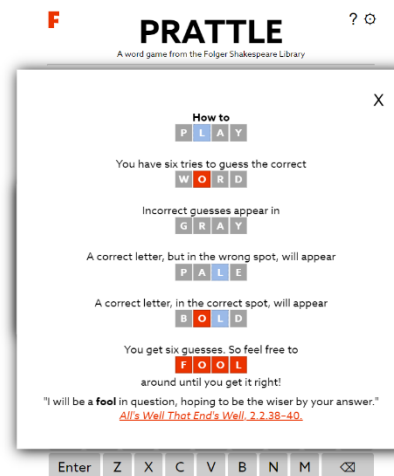 F
PRATTLE
? ⚙
A word game from the Folger Shakespeare Library
X
How to
PLAY
You have six tries to guess the correct
WORD
Incorrect guesses appear in
GRAY
A correct letter, but in the wrong spot, will appear
PALE
A correct letter, in the correct spot, will appear
BOLD
You get six guesses. So feel free to
FOOL
around until you get it right!
"I will be a fool in question, hoping to be the wiser by your answer."
All's Well That End's Well, 2.2.38–40.
Enter Z X C V B N M ⌫